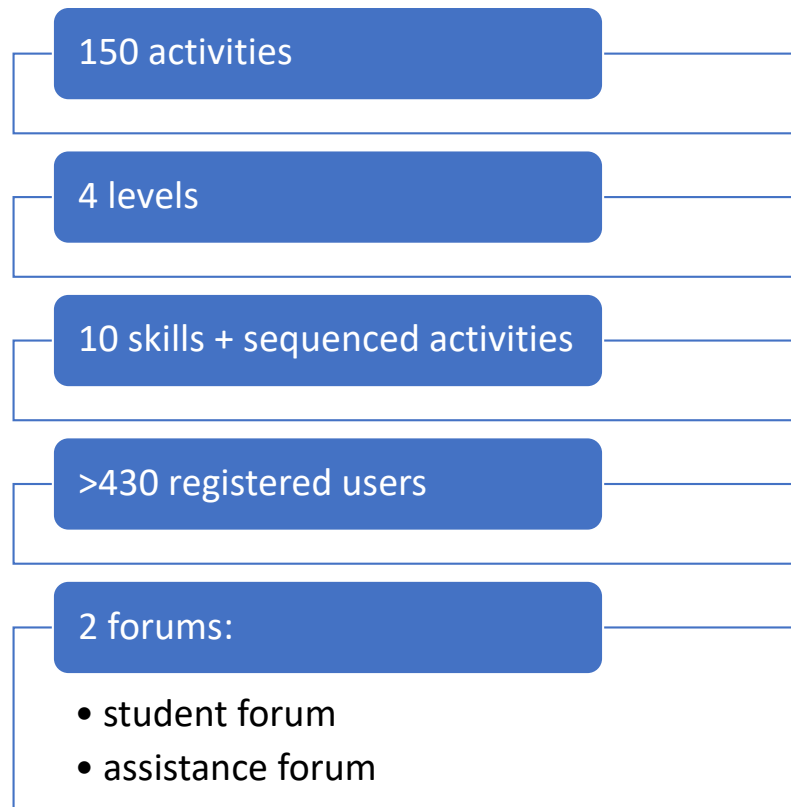 150 activities
4 levels
10 skills + sequenced activities
>430 registered users
2 forums:
• student forum
• assistance forum